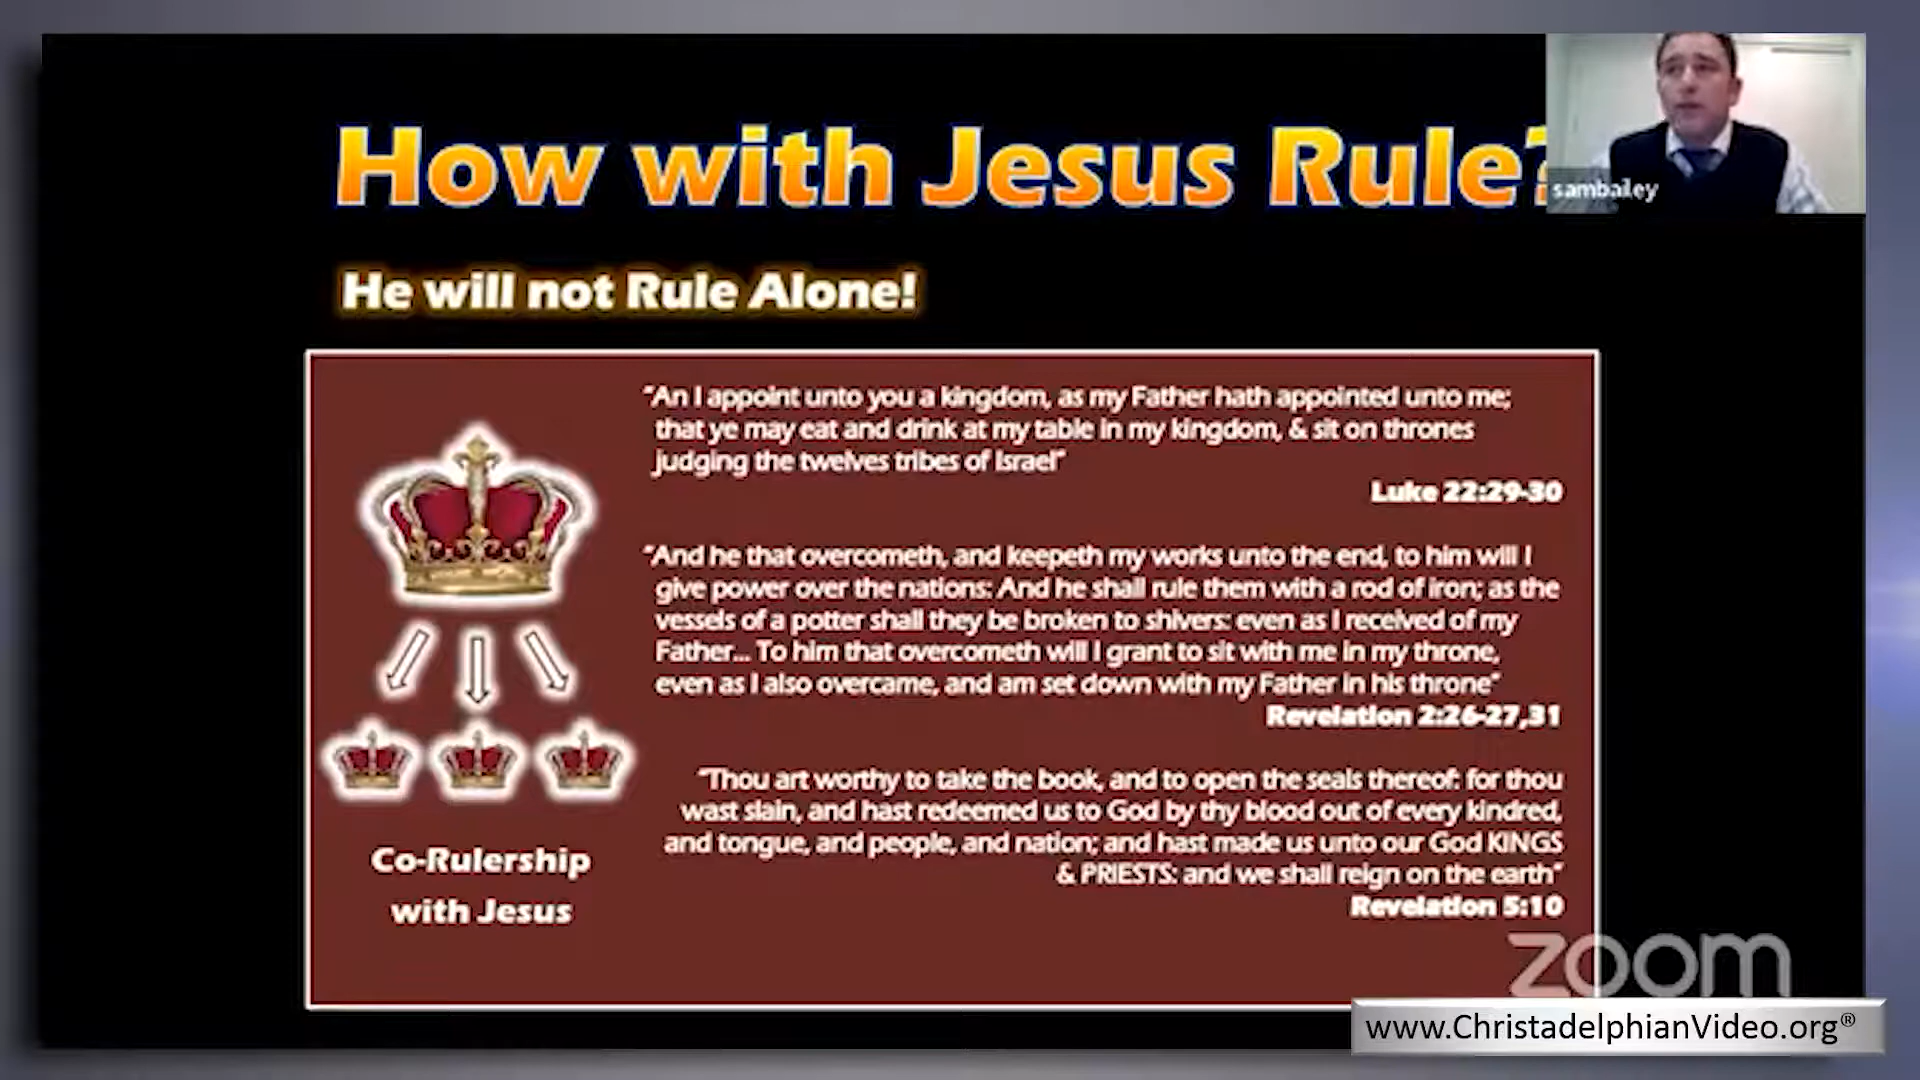 How with Jesus Rule?
sambailey
He will not Rule Alone!
"An I appoint unto you a kingdom, as my Father hath appointed unto me;
that ye may eat and drink at my table in my kingdom, & sit on thrones
judging the twelves tribes of Israel"
Luke 22:29-30
"And he that overcometh, and keepeth my works unto the end, to him will I
give power over the nations: And he shall rule them with a rod of iron; as the
vessels of a potter shall they be broken to shivers: even as I received of my
Father... To him that overcometh will I grant to sit with me in my throne,
even as I also overcame, and am set down with my Father in his throne"
Revelation 2:26-27,31
"Thou art worthy to take the book, and to open the seals thereof: for thou
wast slain, and hast redeemed us to God by thy blood out of every kindred,
and tongue, and people, and nation; and hast made us unto our God KINGS
& PRIESTS: and we shall reign on the earth"
Revelation 5:10
Co-Rulership
with Jesus
zoom
www.ChristadelphianVideo.org®